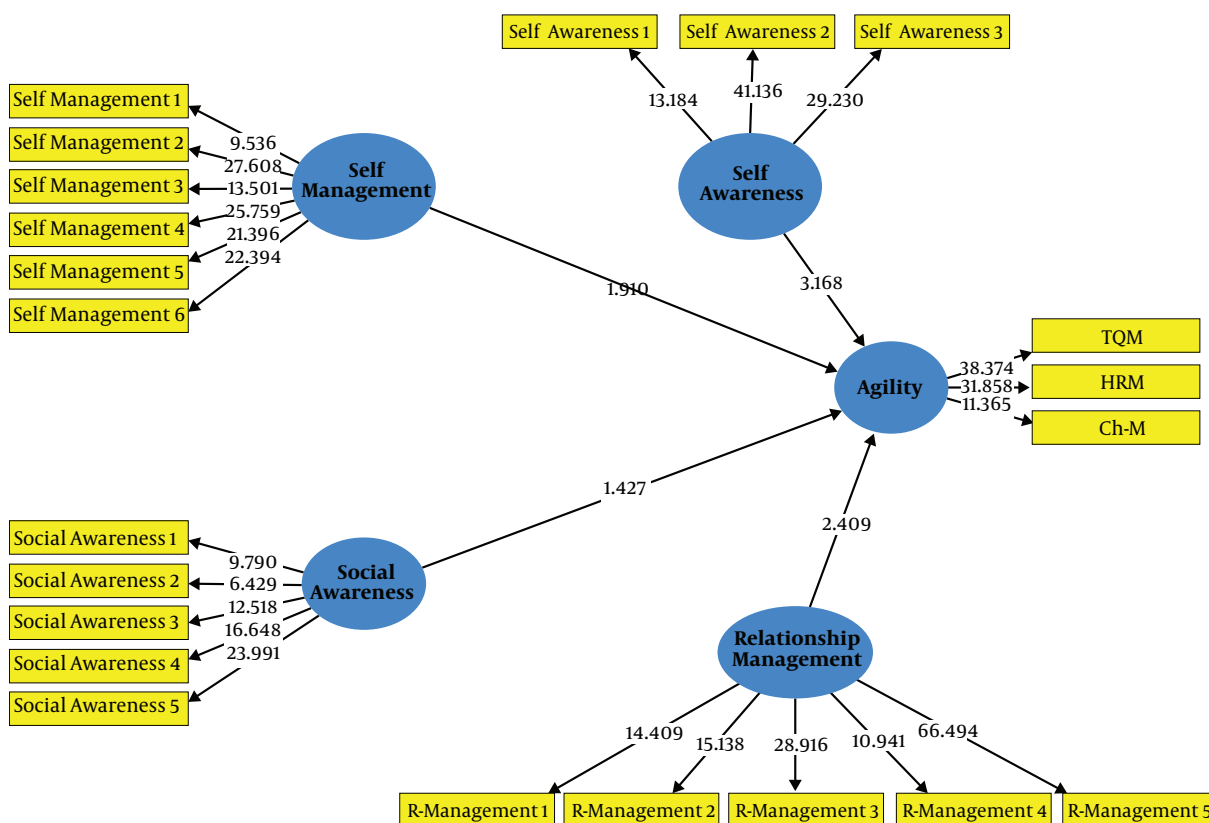 Self Awareness 1
Self Awareness 2
Self Awareness 3
13.184
41.136
29.230
Self
Awareness
3.168
Self Management 1
Self Management 2
Self Management 3
Self Management 4
Self Management 5
Self Management 6
9.536
27.608
13.501
25.759
21.396
22.394
Self
Management
1.910
Agility
38.374
31.858
11.365
TQM
HRM
Ch-M
1.427
2.409
Social Awareness 1
Social Awareness 2
Social Awareness 3
Social Awareness 4
Social Awareness 5
9.790
6.429
12.518
16.648
23.991
Social
Awareness
Relationship
Management
14.409
15.138
28.916
10.941
66.494
R-Management 1
R-Management 2
R-Management 3
R-Management 4
R-Management 5